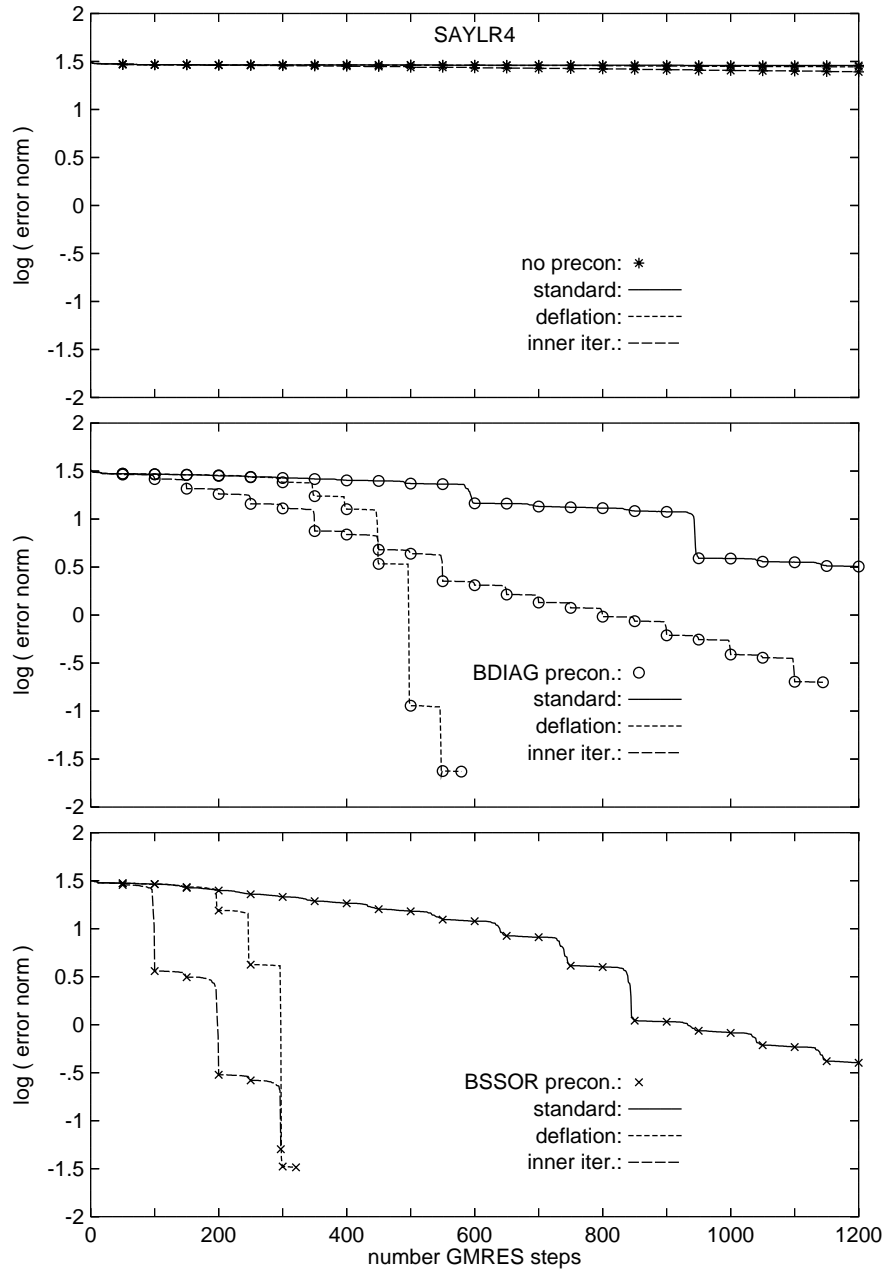 SAYLR4
2
1.5
1
0.5
0
-.5
-1
-1.5
-2
log ( error norm )
no precon:
standard:
deflation:
inner iter.:
2
1.5
1
0.5
0
-.5
-1
-1.5
-2
log ( error norm )
BDIAG precon.:
standard:
deflation:
inner iter.:
2
1.5
1
0.5
0
-.5
-1
-1.5
-2
log ( error norm )
BSSOR precon.:
standard:
deflation:
inner iter.:
0 200 400 600 800 1000 1200
number GMRES steps